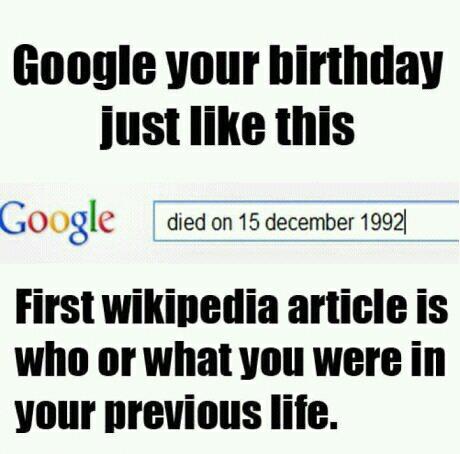 Google your birthday
just like this
Google died on 15 december 1992
First wikipedia article is
who or what you were in
your previous life.